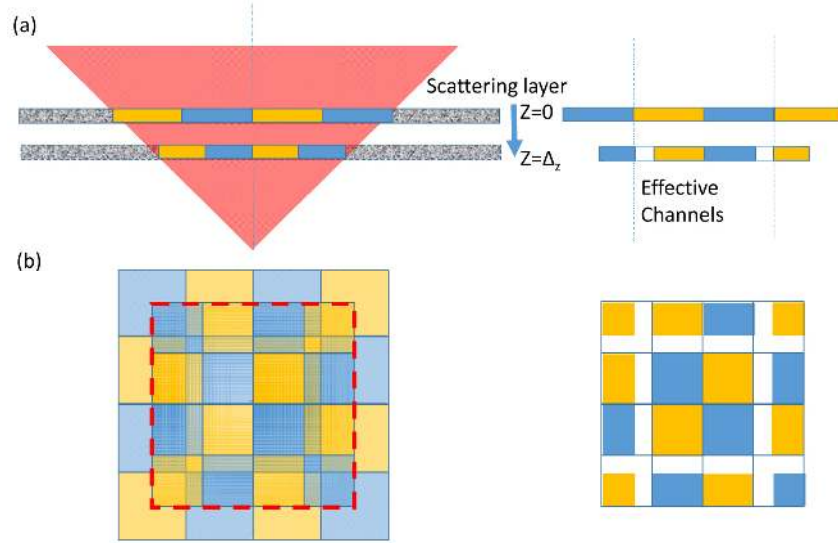 (a)
Scattering layer
Z=0
Z=Δz
Effective
Channels
(b)